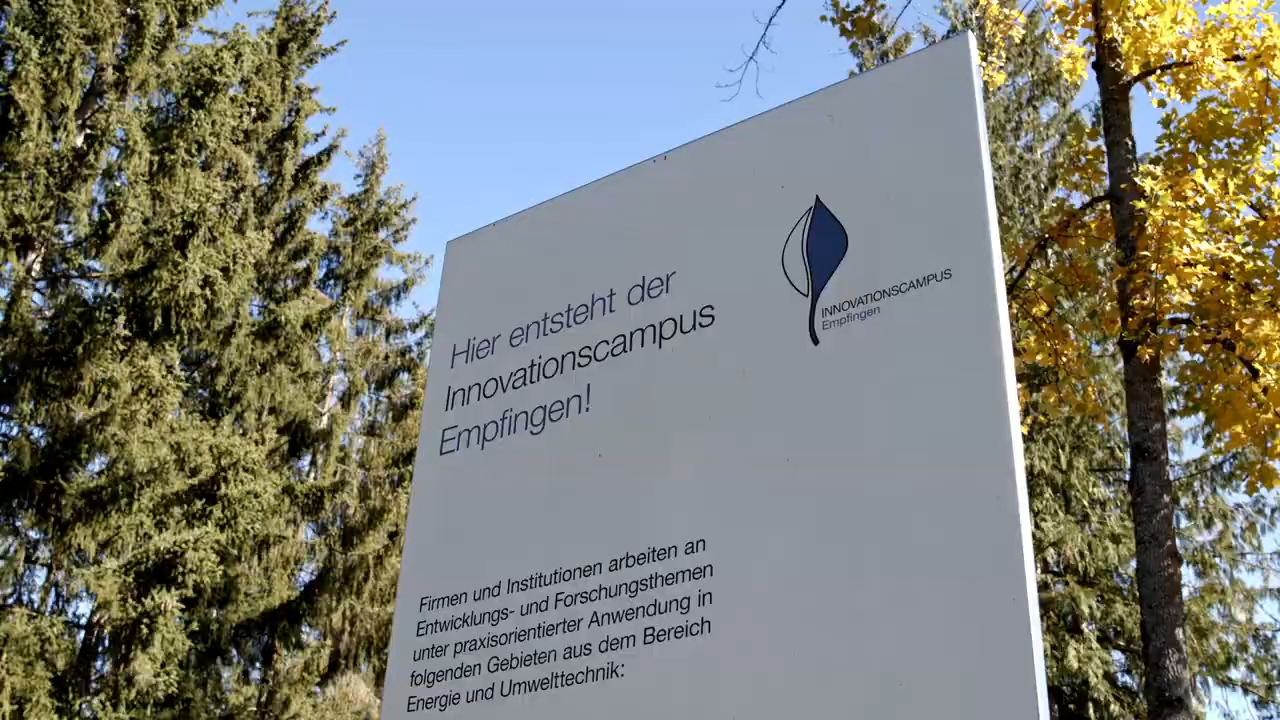 Hier entsteht der
Innovationscampus
Empfingen!
INNOVATIONSCAMPUS
Empfingen
Firmen und Institutionen arbeiten an
Entwicklungs- und Forschungsthemen
unter praxisorientierter Anwendung in
folgenden Gebieten aus dem Bereich
Energie und Umwelttechnik: